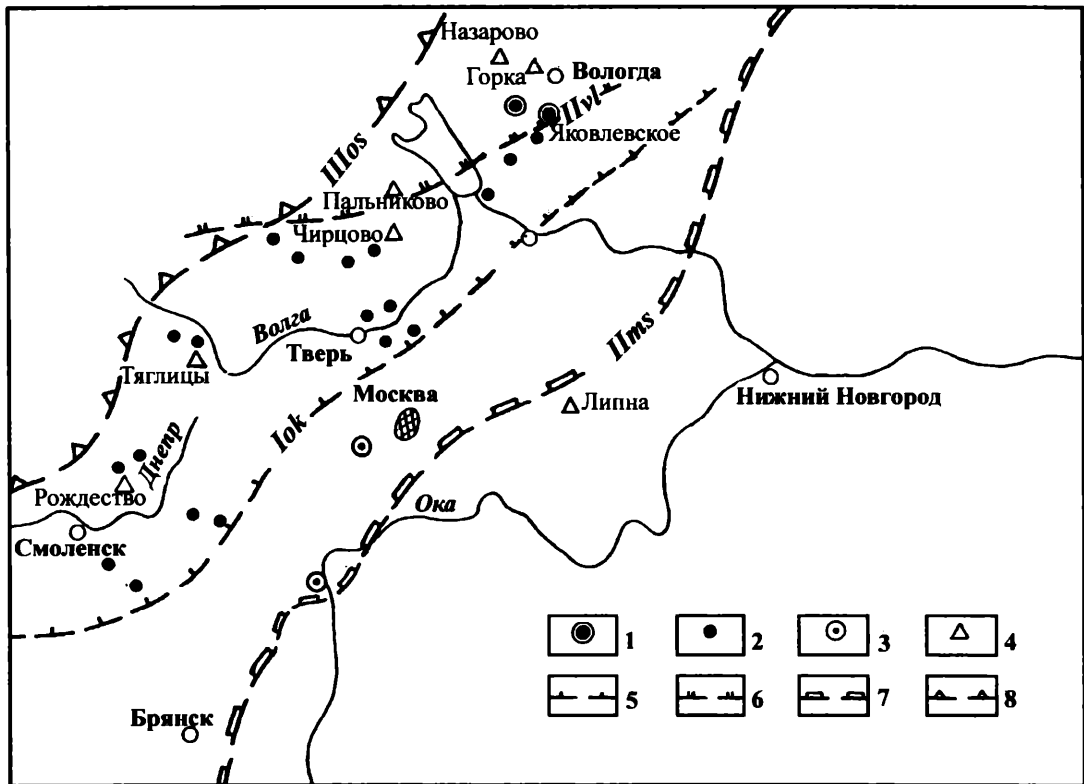 Назарово
Горка
Вологда
IIvl
Яковлевское
IIIos
Пальниково
Чирцово
Волга
Тверь
IIms
Тяглицы
Москва
Липна
Нижний Новгород
Iok
Днепр
Рождество
Ока
Смоленск
1
2
3
4
5
6
7
8
Брянск